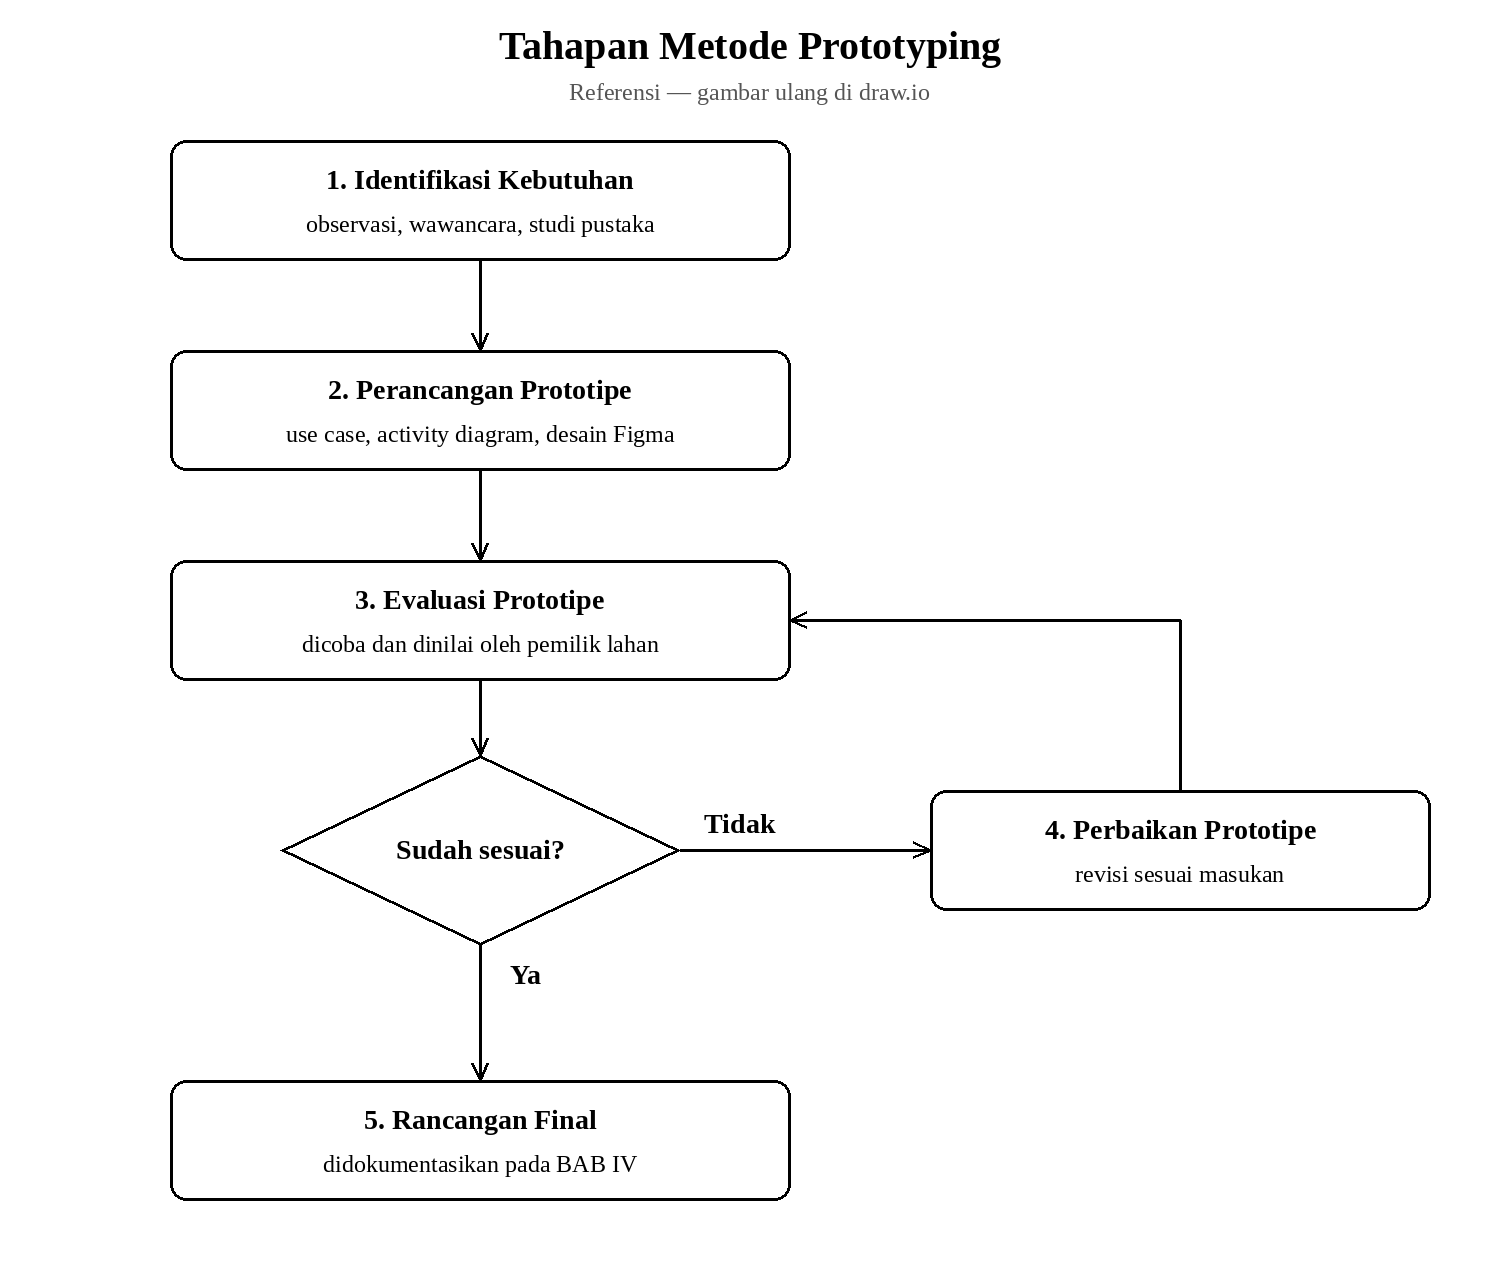 Tahapan Metode Prototyping
Referensi — gambar ulang di draw.io
1. Identifikasi Kebutuhan
observasi, wawancara, studi pustaka
2. Perancangan Prototipe
use case, activity diagram, desain Figma
3. Evaluasi Prototipe
dicoba dan dinilai oleh pemilik lahan
Sudah sesuai?
Tidak
4. Perbaikan Prototipe
revisi sesuai masukan
Ya
5. Rancangan Final
didokumentasikan pada BAB IV